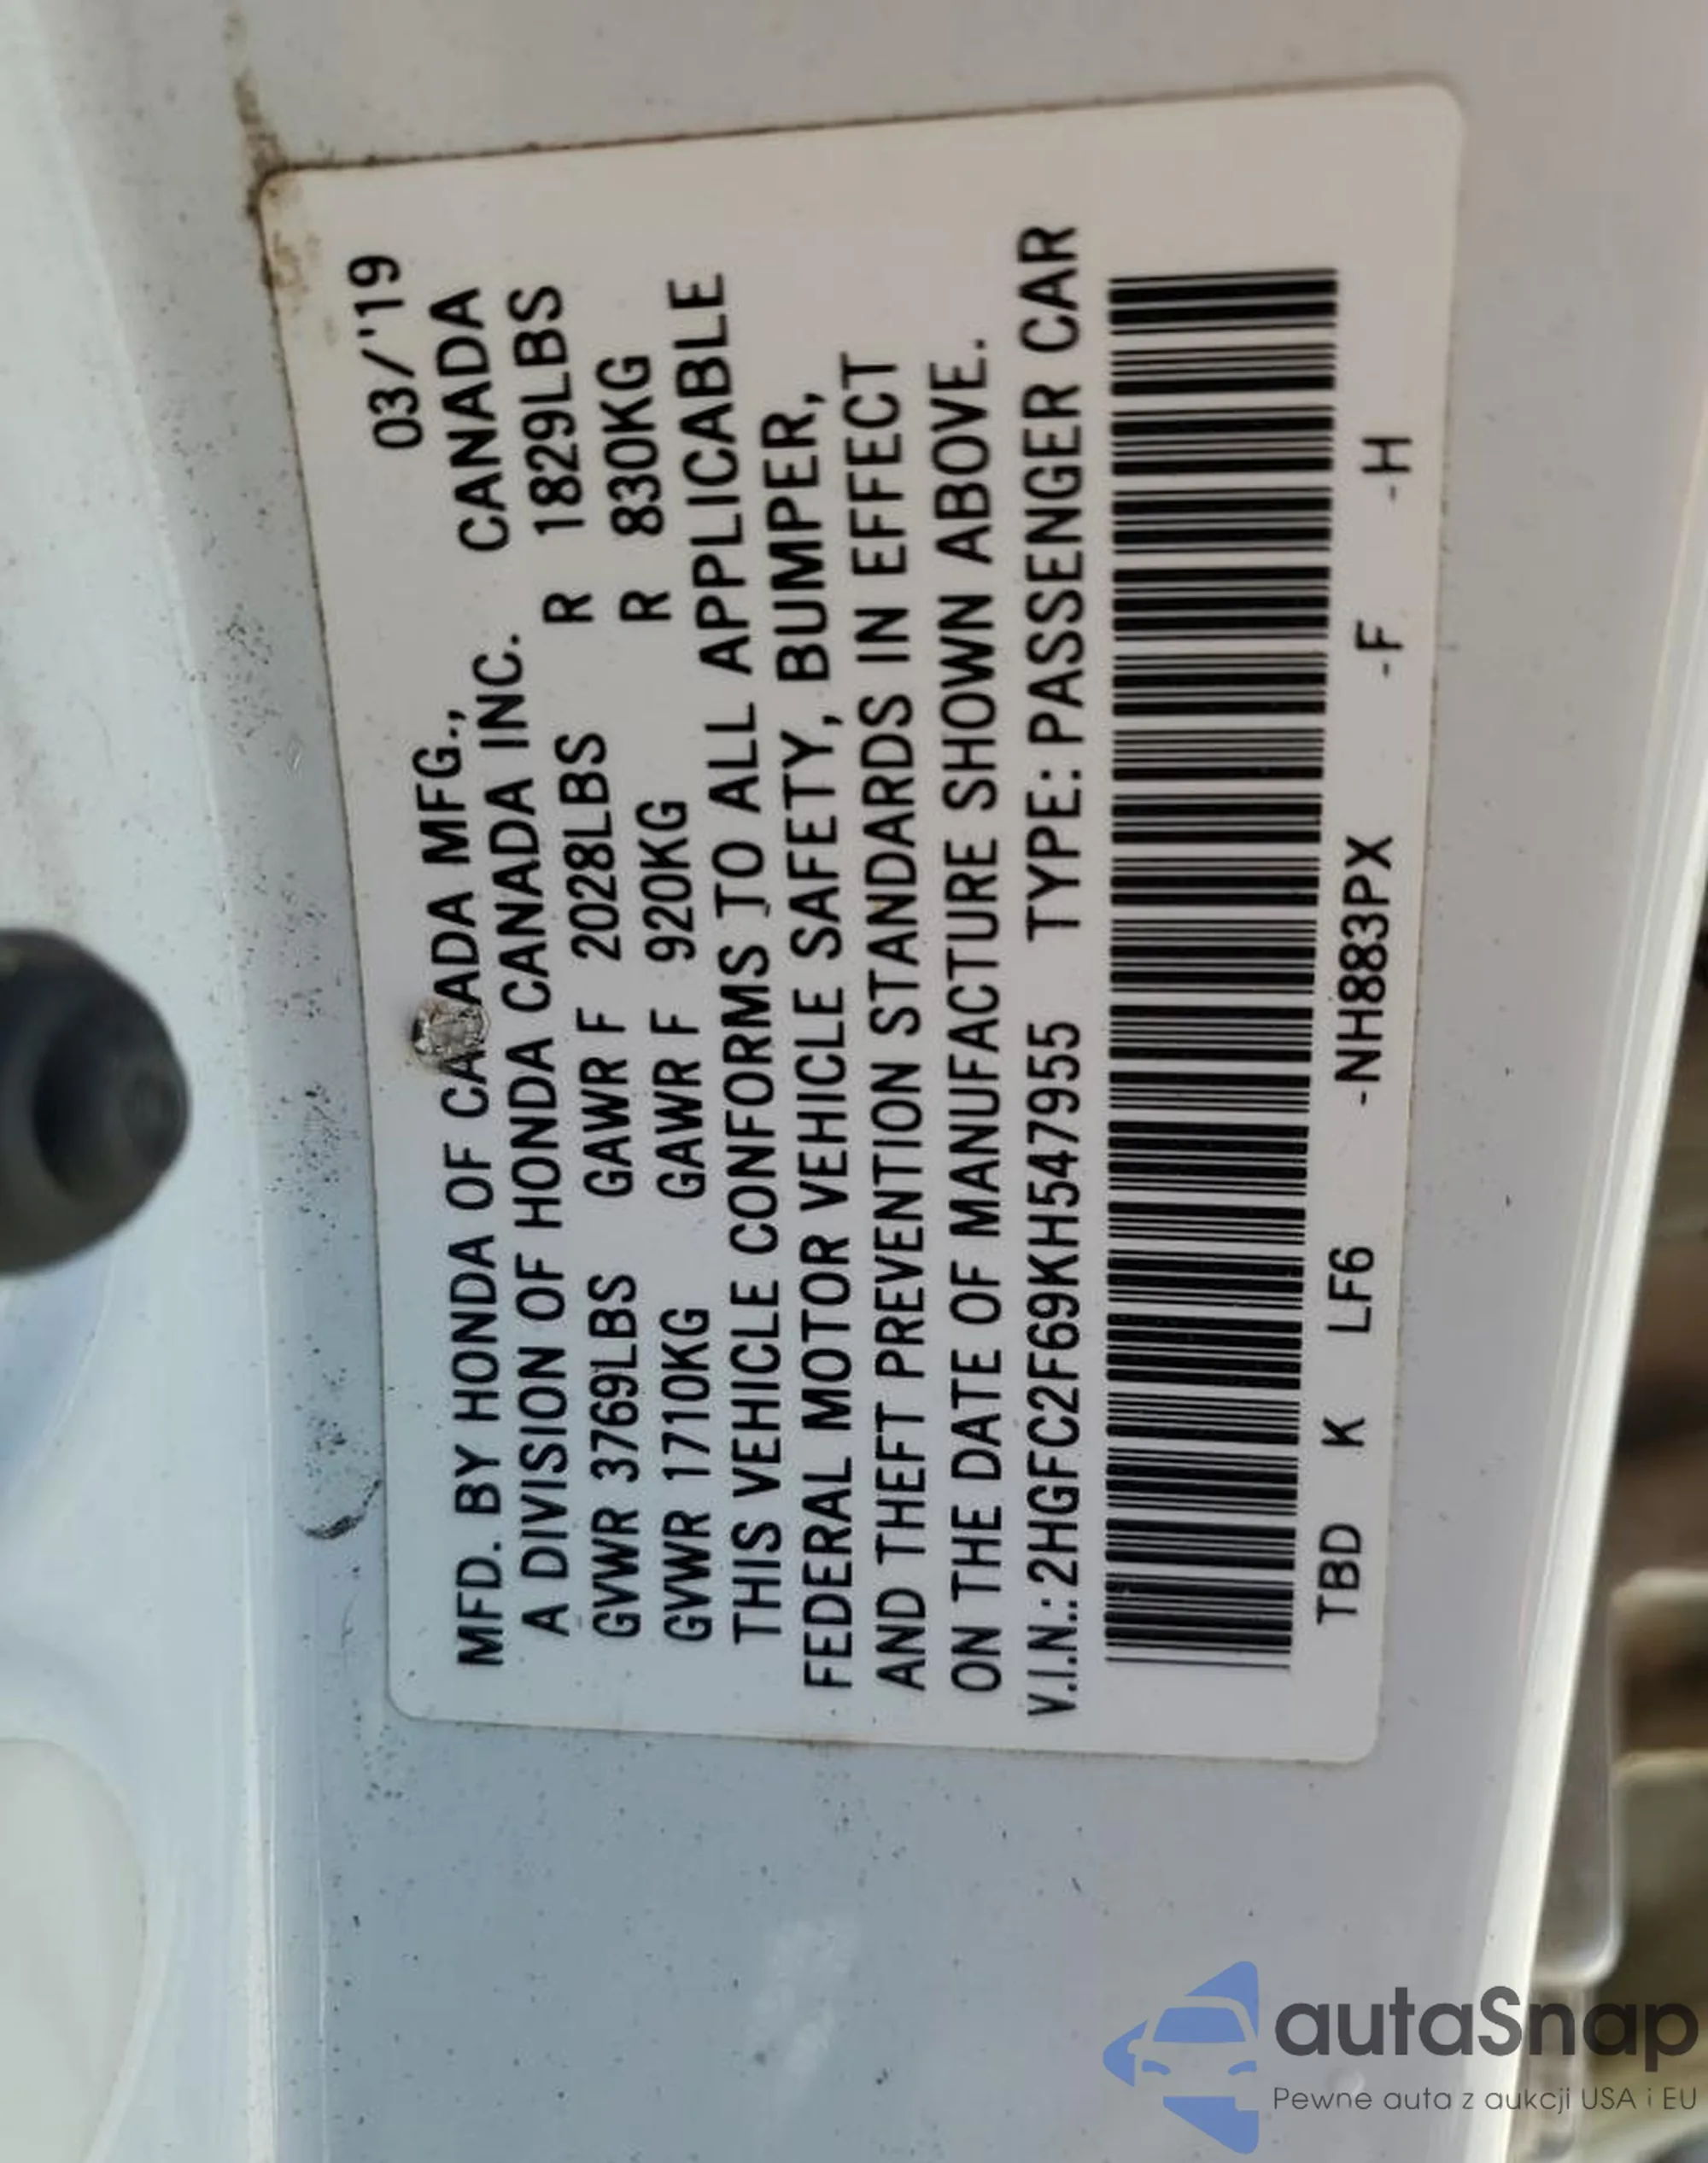 03/'19
MFD. BY HONDA OF CANADA MFG., CANADA
A DIVISION OF HONDA CANADA INC.
GVWR 3769LBS GAWR F 2028LBS R 1829LBS
GVWR 1710KG GAWR F 920KG R 830KG
THIS VEHICLE CONFORMS TO ALL APPLICABLE
FEDERAL MOTOR VEHICLE SAFETY, BUMPER,
AND THEFT PREVENTION STANDARDS IN EFFECT
ON THE DATE OF MANUFACTURE SHOWN ABOVE.
V.I.N.: 2HGFC2F69KH547955 TYPE: PASSENGER CAR
TBD K LF6 -NH883PX -F -H
autaSnap
Pewne auta z aukcji USA i EU